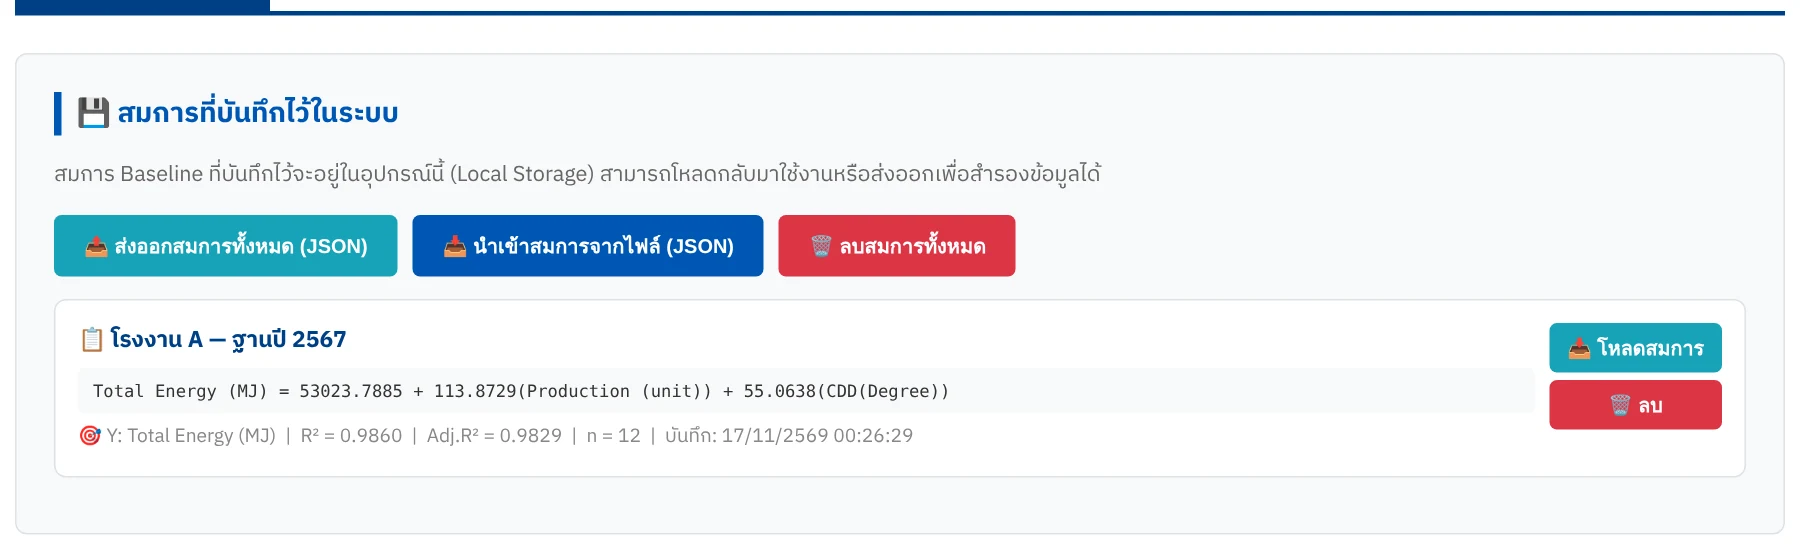 💾 สมการที่บันทึกไว้ในระบบ
สมการ Baseline ที่บันทึกไว้จะอยู่ในอุปกรณ์นี้ (Local Storage) สามารถโหลดกลับมาใช้งานหรือส่งออกเพื่อสำรองข้อมูลได้
📤 ส่งออกสมการทั้งหมด (JSON)
📥 นำเข้าสมการจากไฟล์ (JSON)
🗑️ ลบสมการทั้งหมด
📋 โรงงาน A — ฐานปี 2567
Total Energy (MJ) = 53023.7885 + 113.8729(Production (unit)) + 55.0638(CDD(Degree))
🎯 Y: Total Energy (MJ) | R² = 0.9860 | Adj.R² = 0.9829 | n = 12 | บันทึก: 17/11/2569 00:26:29
📥 โหลดสมการ
🗑️ ลบ